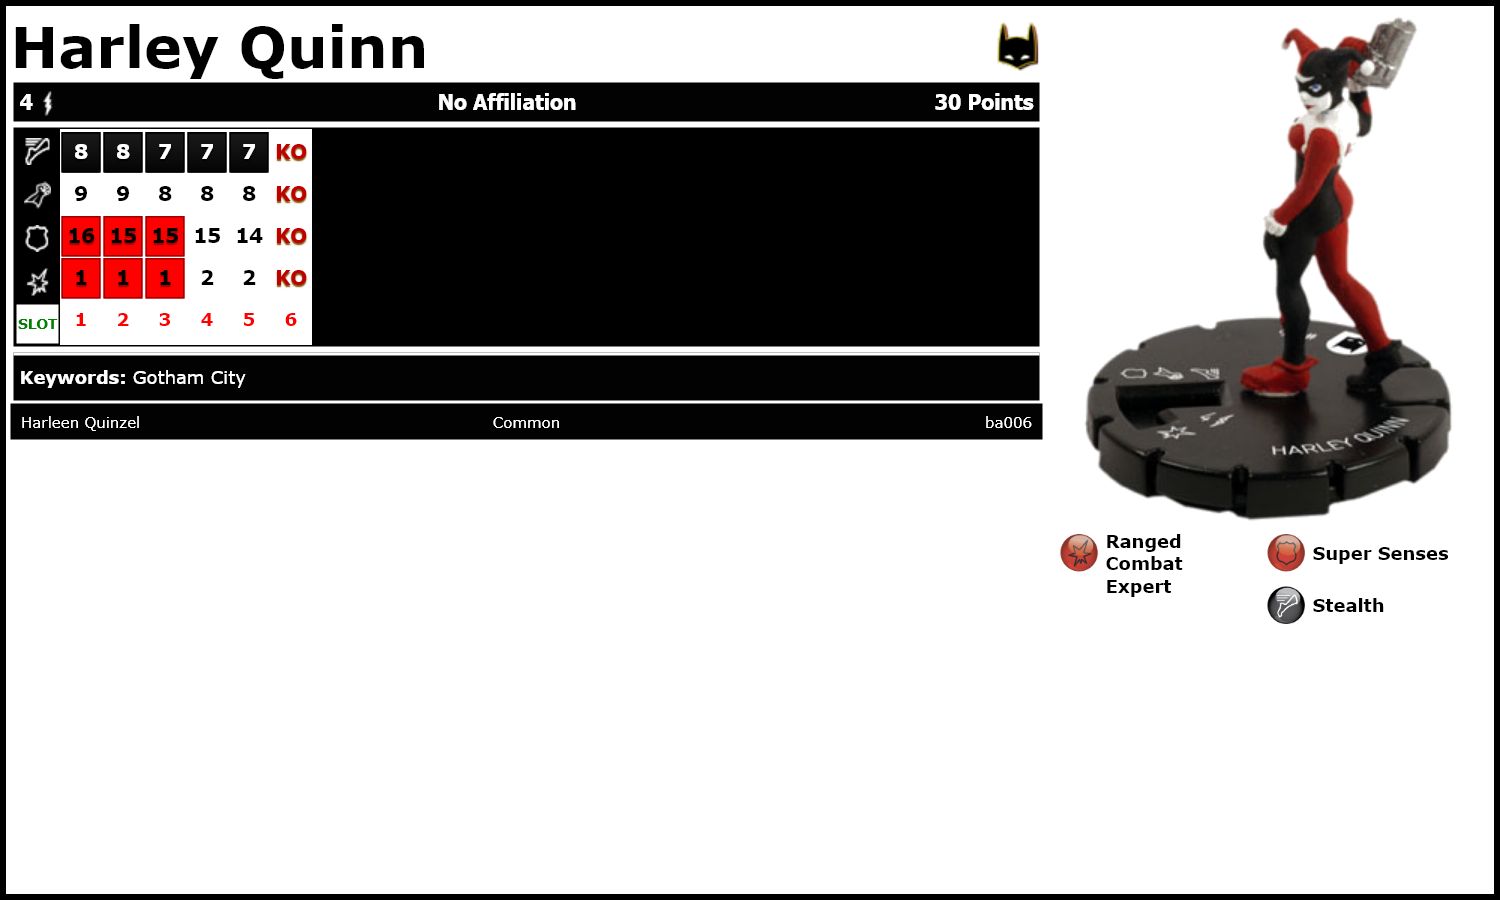 Harley Quinn
4 No Affiliation 30 Points
8 8 7 7 7 KO
9 9 8 8 8 KO
16 15 15 15 14 KO
1 1 1 2 2 KO
SLOT 1 2 3 4 5 6
Keywords: Gotham City
Harleen Quinzel Common ba006
HARLEY QUINN
Ranged
Combat
Expert
Super Senses
Stealth